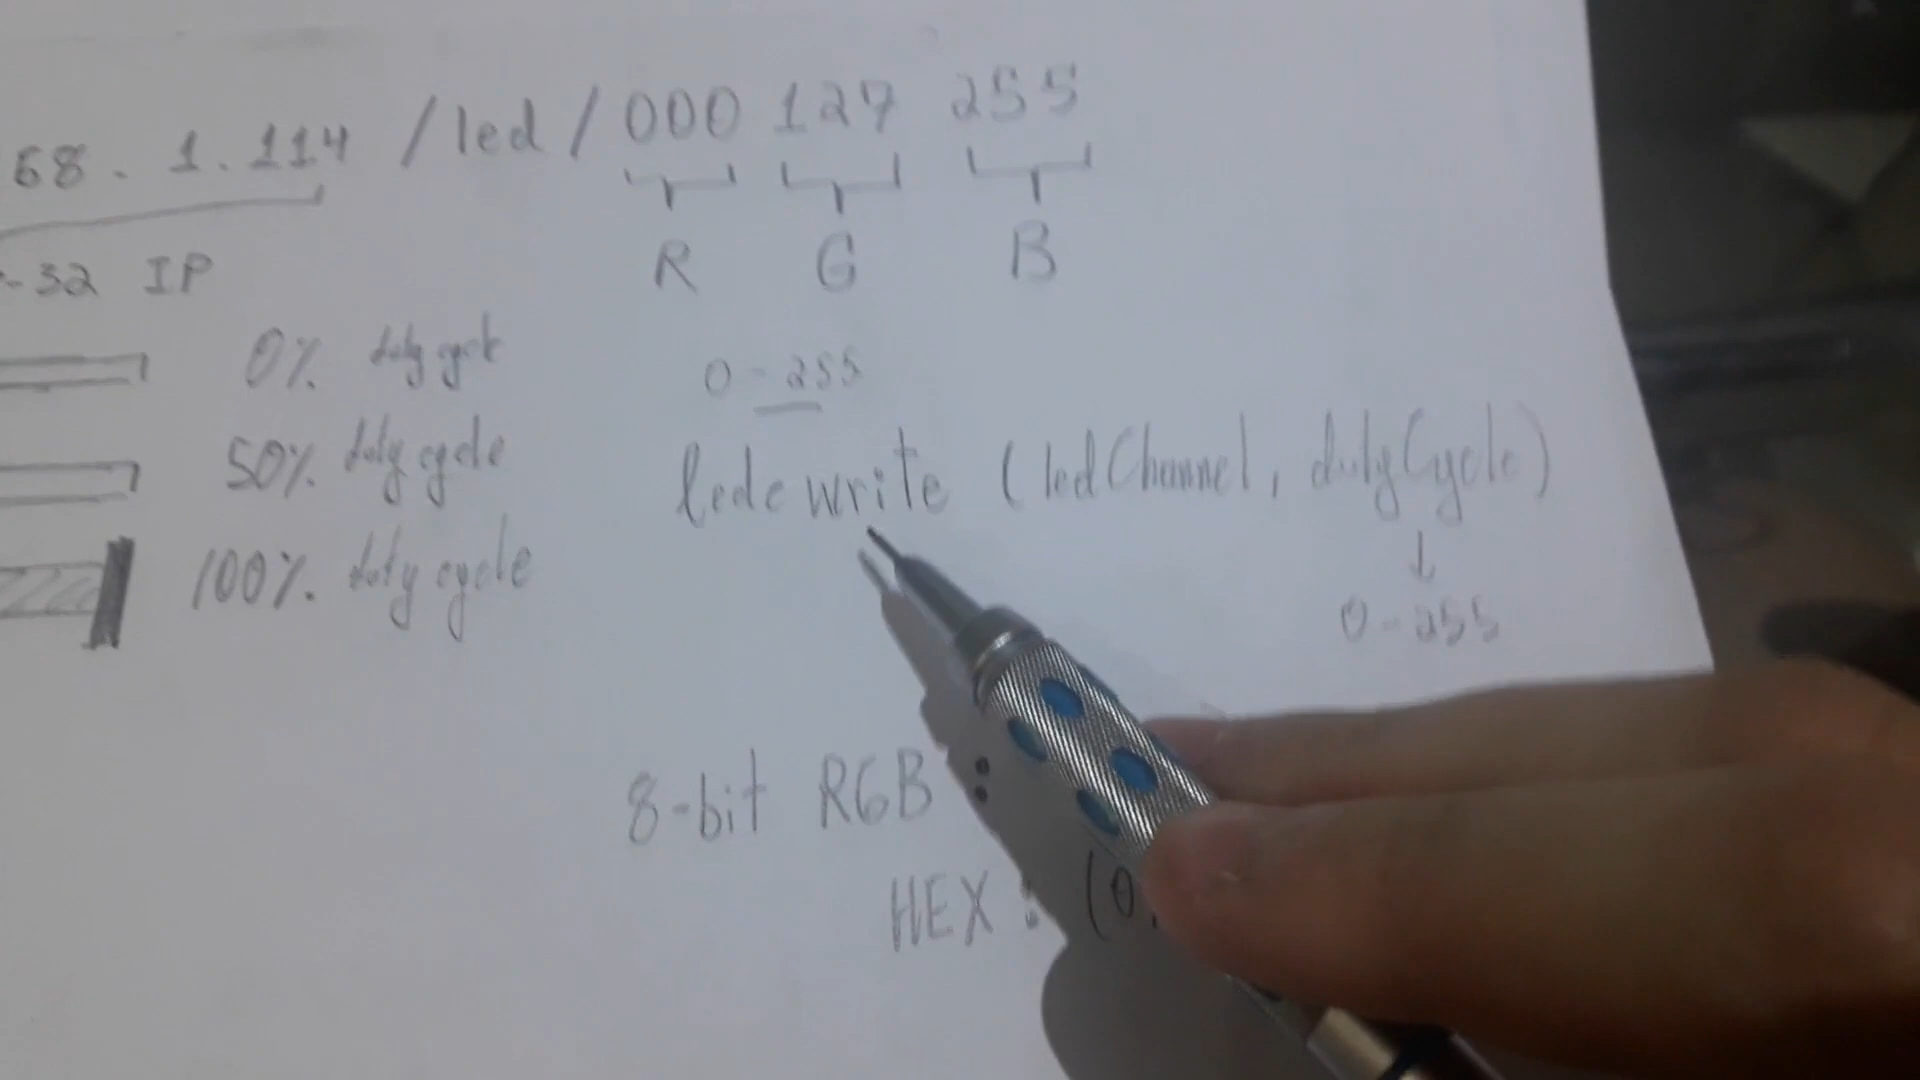 68.1.114 /led/000 127 255
R G B
-32 IP
0% duty cycle
0-255
50% duty cycle
ledcwrite (ledChannel, dutyCycle)
↓
100% duty cycle
0-255
8-bit RGB :
HEX : (0,